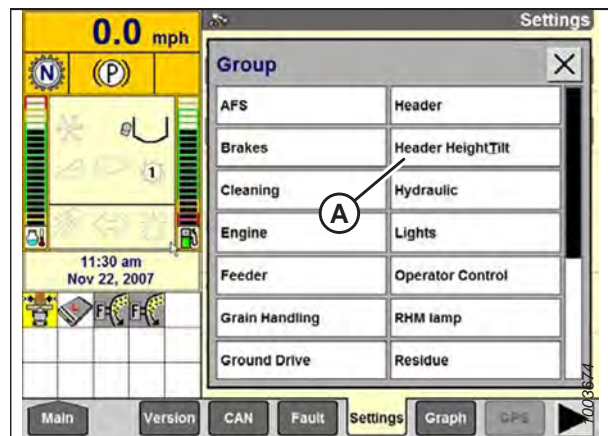 0.0 mph
Settings
N (P)
Group
AFS
Header
Brakes
Header HeightTilt
Cleaning
Hydraulic
A
Engine
Lights
1
11:30 am
Nov 22, 2007
Feeder
Operator Control
Grain Handling
RHM lamp
Ground Drive
Residue
F F
Main
Version
CAN
Fault
Settings
Graph
GPS
1003674